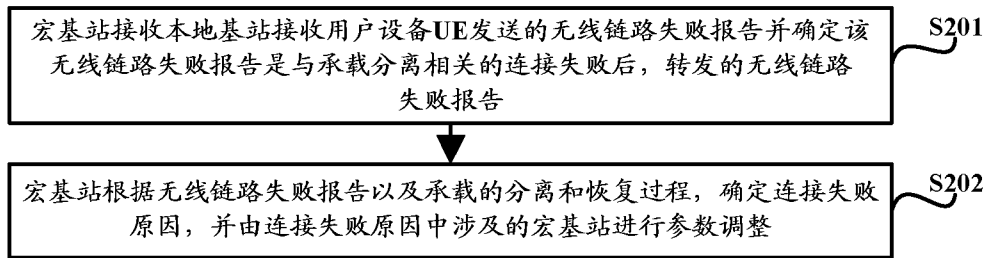 宏基站接收本地基站接收用户设备UE发送的无线链路失败报告并确定该
无线链路失败报告是与承载分离相关的连接失败后，转发的无线链路
失败报告
S201
宏基站根据无线链路失败报告以及承载的分离和恢复过程，确定连接失败
原因，并由连接失败原因中涉及的宏基站进行参数调整
S202